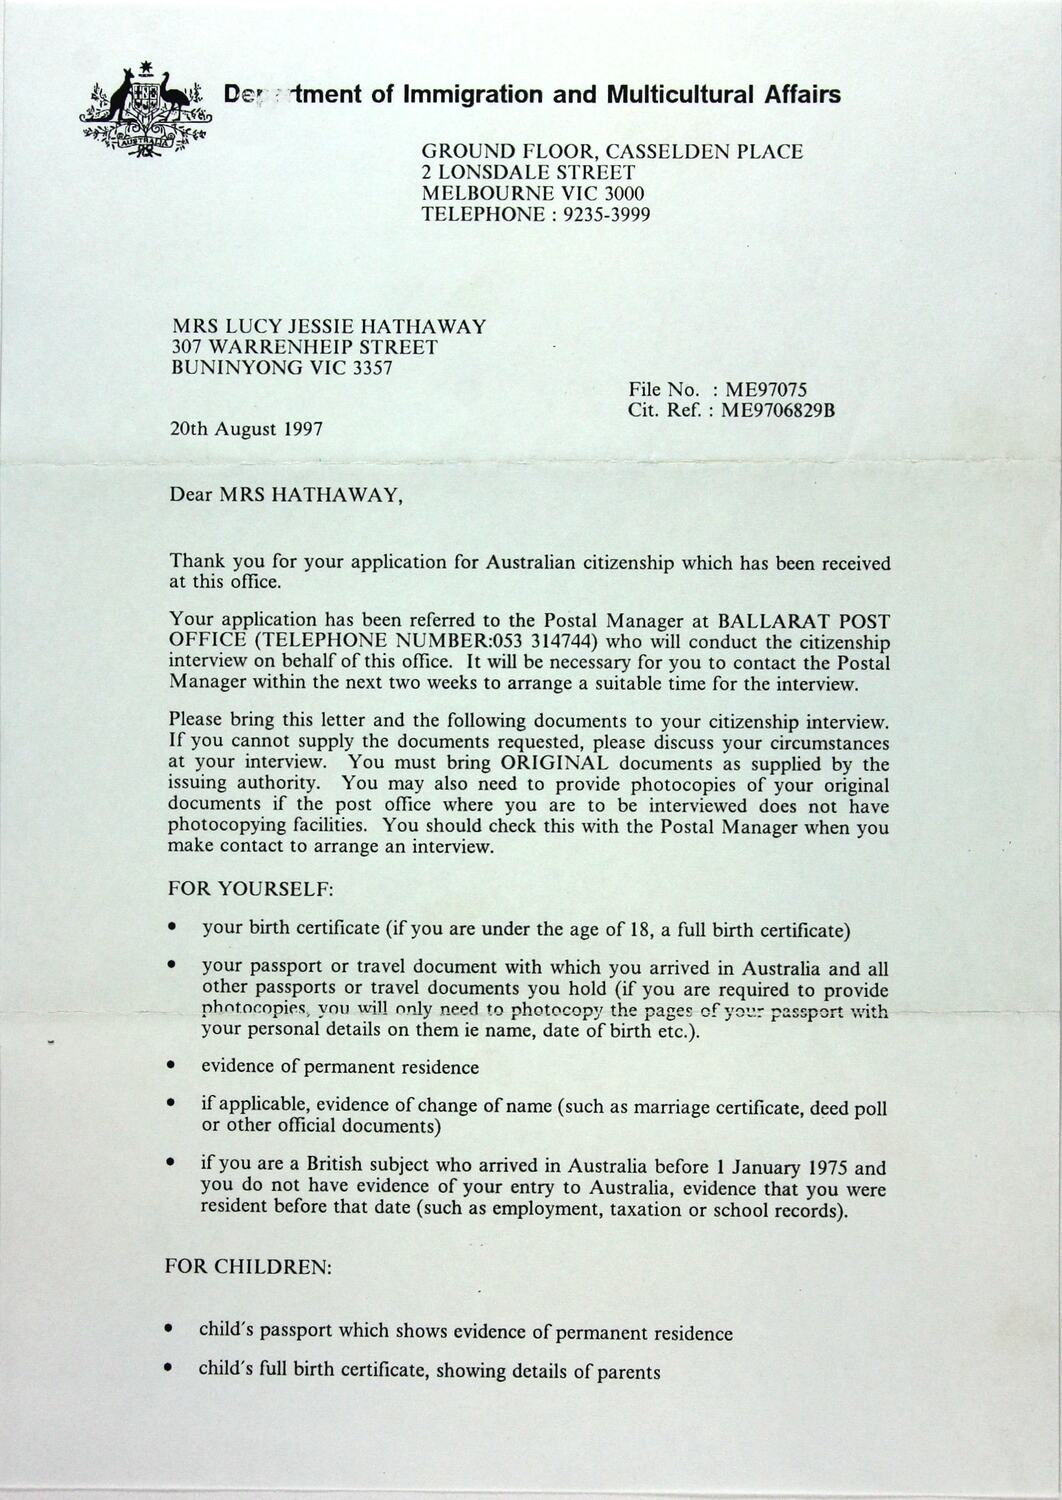 Department of Immigration and Multicultural Affairs
AUSTRALIA
GROUND FLOOR, CASSELDEN PLACE
2 LONSDALE STREET
MELBOURNE VIC 3000
TELEPHONE : 9235-3999
MRS LUCY JESSIE HATHAWAY
307 WARRENHEIP STREET
BUNINYONG VIC 3357
File No. : ME97075
Cit. Ref. : ME9706829B
20th August 1997
Dear MRS HATHAWAY,
Thank you for your application for Australian citizenship which has been received
at this office.
Your application has been referred to the Postal Manager at BALLARAT POST
OFFICE (TELEPHONE NUMBER:053 314744) who will conduct the citizenship
interview on behalf of this office. It will be necessary for you to contact the Postal
Manager within the next two weeks to arrange a suitable time for the interview.
Please bring this letter and the following documents to your citizenship interview.
If you cannot supply the documents requested, please discuss your circumstances
at your interview. You must bring ORIGINAL documents as supplied by the
issuing authority. You may also need to provide photocopies of your original
documents if the post office where you are to be interviewed does not have
photocopying facilities. You should check this with the Postal Manager when you
make contact to arrange an interview.
FOR YOURSELF:
• your birth certificate (if you are under the age of 18, a full birth certificate)
• your passport or travel document with which you arrived in Australia and all
other passports or travel documents you hold (if you are required to provide
photocopies, you will only need to photocopy the pages of your passport with
your personal details on them ie name, date of birth etc.).
• evidence of permanent residence
• if applicable, evidence of change of name (such as marriage certificate, deed poll
or other official documents)
• if you are a British subject who arrived in Australia before 1 January 1975 and
you do not have evidence of your entry to Australia, evidence that you were
resident before that date (such as employment, taxation or school records).
FOR CHILDREN:
• child's passport which shows evidence of permanent residence
• child's full birth certificate, showing details of parents